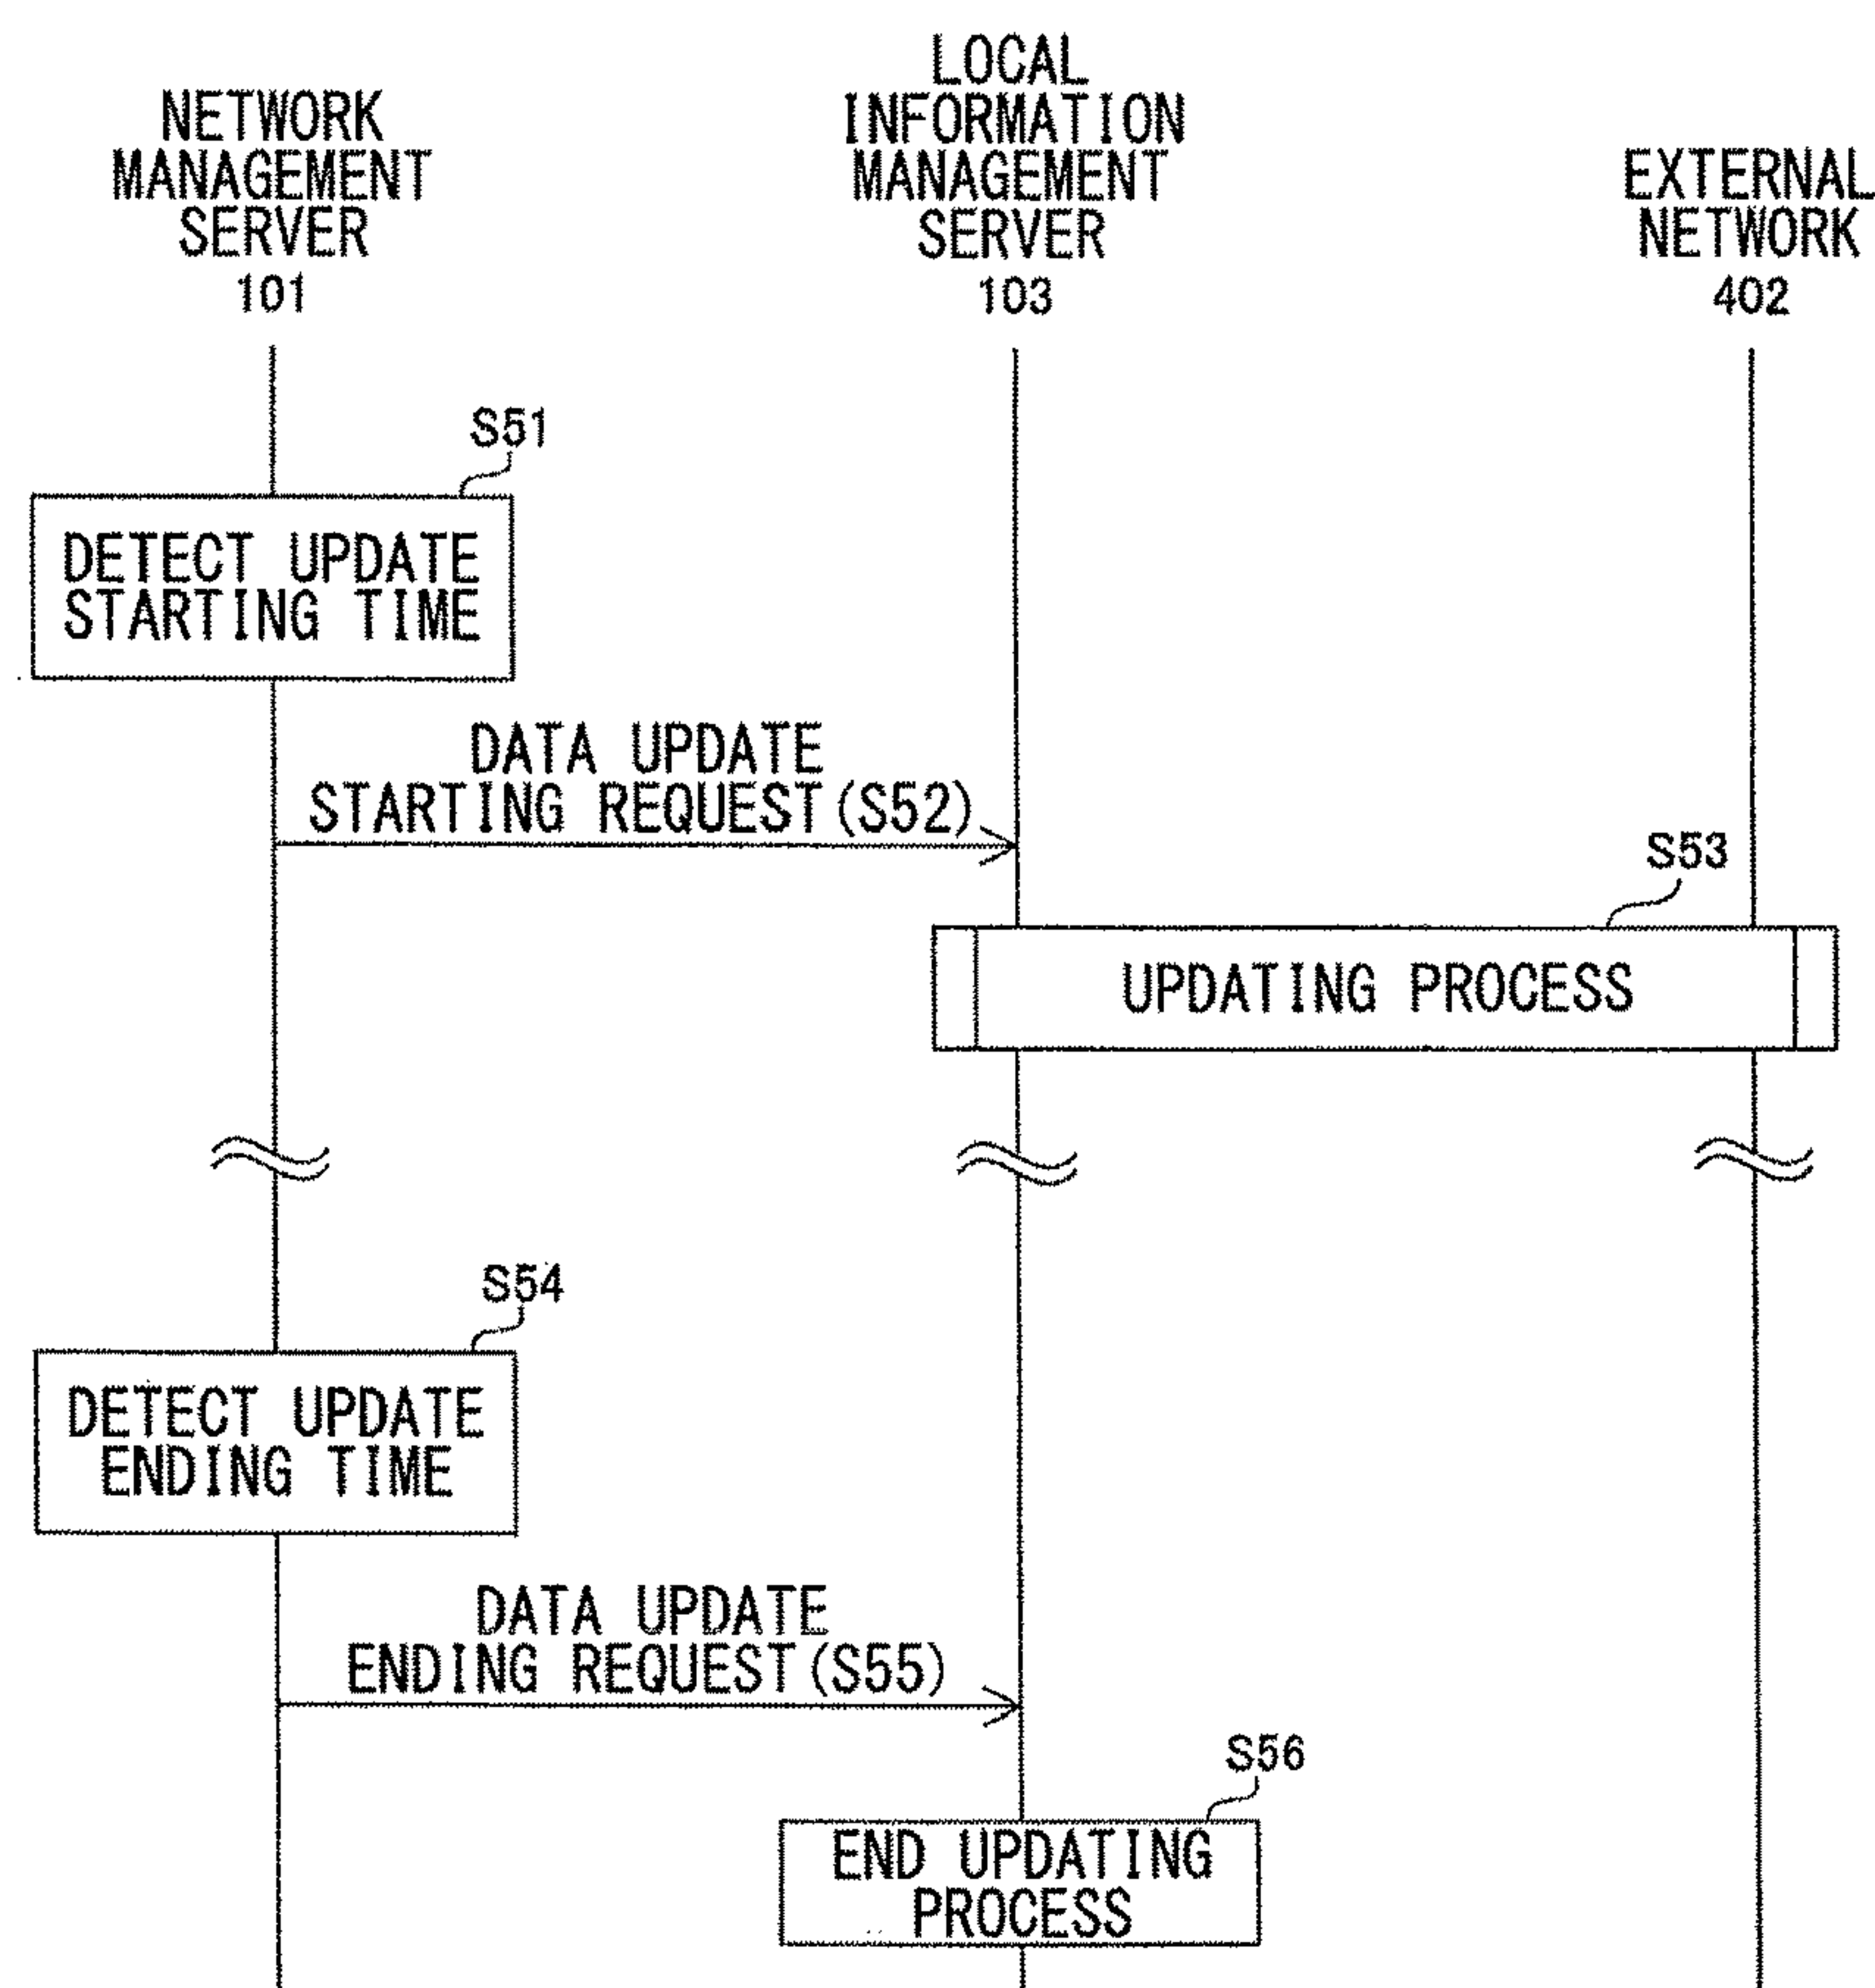 NETWORK
MANAGEMENT
SERVER
101
LOCAL
INFORMATION
MANAGEMENT
SERVER
103
EXTERNAL
NETWORK
402
S51
DETECT UPDATE
STARTING TIME
DATA UPDATE
STARTING REQUEST(S52)
S53
UPDATING PROCESS
S54
DETECT UPDATE
ENDING TIME
DATA UPDATE
ENDING REQUEST(S55)
S56
END UPDATING
PROCESS